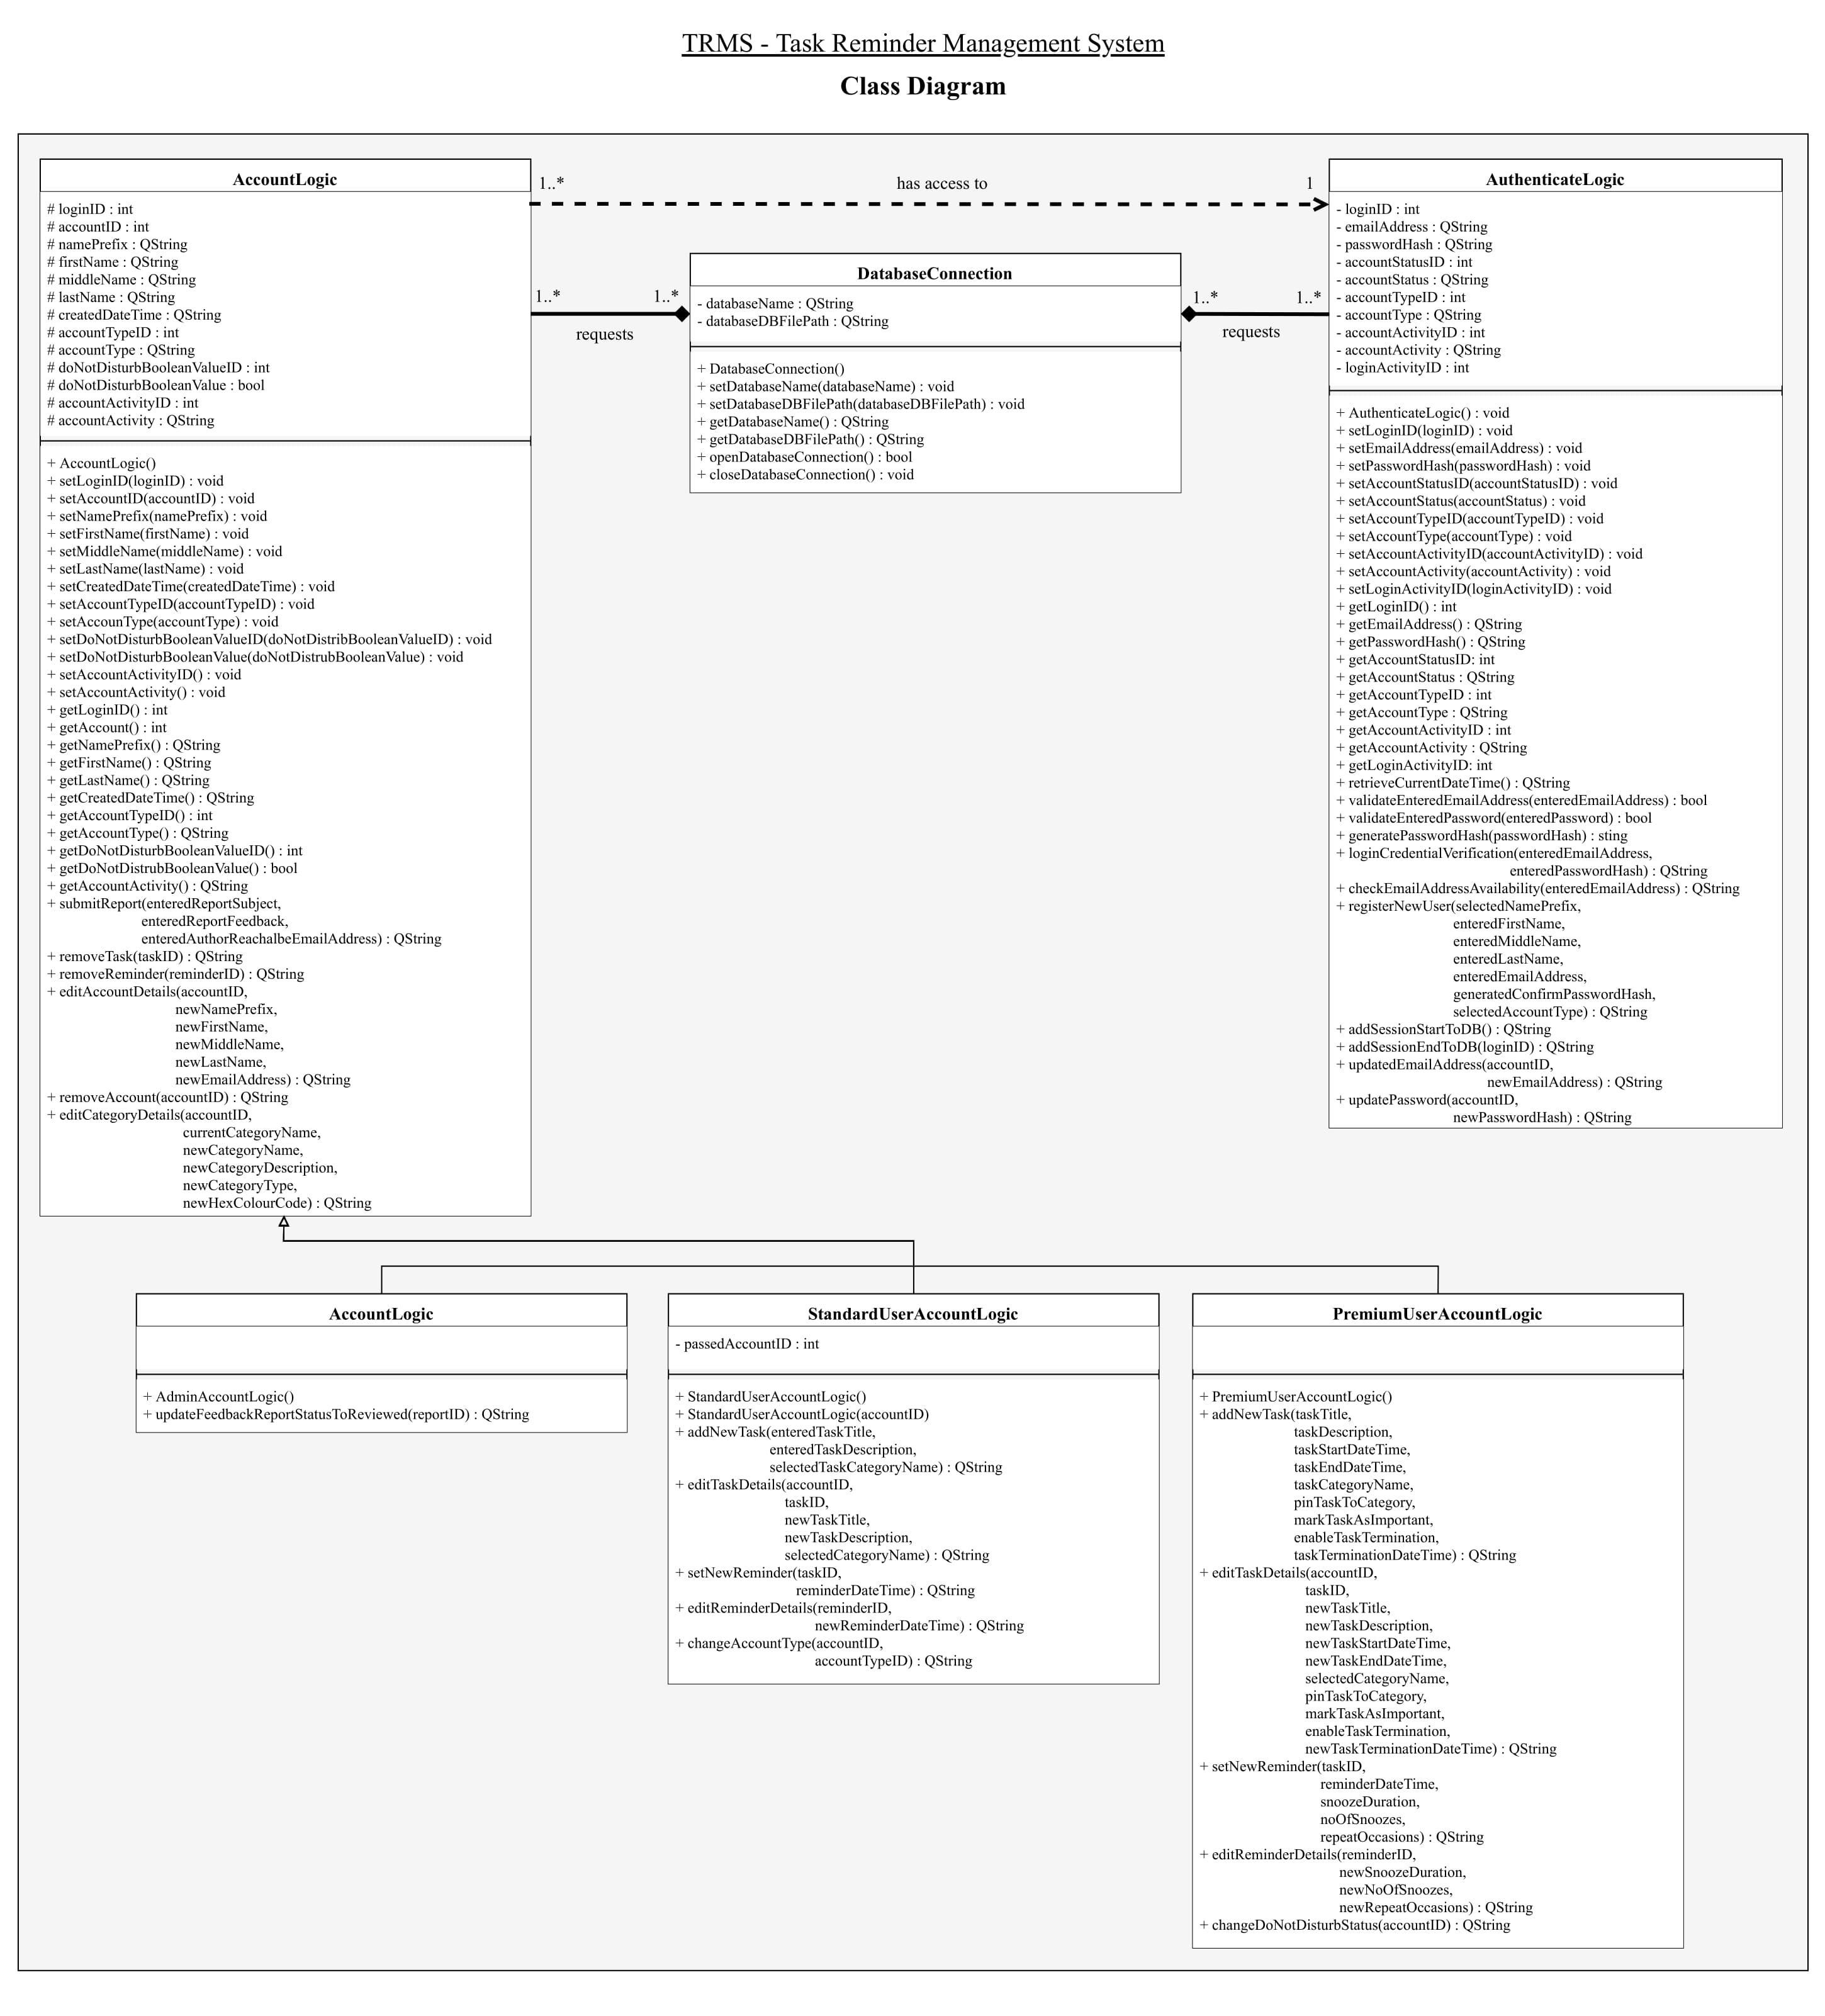 TRMS - Task Reminder Management System
Class Diagram
AccountLogic
# loginID : int
# accountID : int
# namePrefix : QString
# firstName : QString
# middleName : QString
# lastName : QString
# createdDateTime : QString
# accountTypeID : int
# accountType : QString
# doNotDisturbBooleanValueID : int
# doNotDisturbBooleanValue : bool
# accountActivityID : int
# accountActivity : QString
+ AccountLogic()
+ setLoginID(loginID) : void
+ setAccountID(accountID) : void
+ setNamePrefix(namePrefix) : void
+ setFirstName(firstName) : void
+ setMiddleName(middleName) : void
+ setLastName(lastName) : void
+ setCreatedDateTime(createdDateTime) : void
+ setAccountTypeID(accountTypeID) : void
+ setAccounType(accountType) : void
+ setDoNotDisturbBooleanValueID(doNotDistribBooleanValueID) : void
+ setDoNotDisturbBooleanValue(doNotDistrubBooleanValue) : void
+ setAccountActivityID() : void
+ setAccountActivity() : void
+ getLoginID() : int
+ getAccount() : int
+ getNamePrefix() : QString
+ getFirstName() : QString
+ getLastName() : QString
+ getCreatedDateTime() : QString
+ getAccountTypeID() : int
+ getAccountType() : QString
+ getDoNotDisturbBooleanValueID() : int
+ getDoNotDistrubBooleanValue() : bool
+ getAccountActivity() : QString
+ submitReport(enteredReportSubject,
enteredReportFeedback,
enteredAuthorReachalbeEmailAddress) : QString
+ removeTask(taskID) : QString
+ removeReminder(reminderID) : QString
+ editAccountDetails(accountID,
newNamePrefix,
newFirstName,
newMiddleName,
newLastName,
newEmailAddress) : QString
+ removeAccount(accountID) : QString
+ editCategoryDetails(accountID,
currentCategoryName,
newCategoryName,
newCategoryDescription,
newCategoryType,
newHexColourCode) : QString
1..*
has access to
1
1..*
1..*
requests
DatabaseConnection
- databaseName : QString
- databaseDBFilePath : QString
+ DatabaseConnection()
+ setDatabaseName(databaseName) : void
+ setDatabaseDBFilePath(databaseDBFilePath) : void
+ getDatabaseName() : QString
+ getDatabaseDBFilePath() : QString
+ openDatabaseConnection() : bool
+ closeDatabaseConnection() : void
1..*
1..*
requests
AuthenticateLogic
- loginID : int
- emailAddress : QString
- passwordHash : QString
- accountStatusID : int
- accountStatus : QString
- accountTypeID : int
- accountType : QString
- accountActivityID : int
- accountActivity : QString
- loginActivityID : int
+ AuthenticateLogic() : void
+ setLoginID(loginID) : void
+ setEmailAddress(emailAddress) : void
+ setPasswordHash(passwordHash) : void
+ setAccountStatusID(accountStatusID) : void
+ setAccountStatus(accountStatus) : void
+ setAccountTypeID(accountTypeID) : void
+ setAccountType(accountType) : void
+ setAccountActivityID(accountActivityID) : void
+ setAccountActivity(accountActivity) : void
+ setLoginActivityID(loginActivityID) : void
+ getLoginID() : int
+ getEmailAddress() : QString
+ getPasswordHash() : QString
+ getAccountStatusID: int
+ getAccountStatus : QString
+ getAccountTypeID : int
+ getAccountType : QString
+ getAccountActivityID : int
+ getAccountActivity : QString
+ getLoginActivityID: int
+ retrieveCurrentDateTime() : QString
+ validateEnteredEmailAddress(enteredEmailAddress) : bool
+ validateEnteredPassword(enteredPassword) : bool
+ generatePasswordHash(passwordHash) : sting
+ loginCredentialVerification(enteredEmailAddress,
enteredPasswordHash) : QString
+ checkEmailAddressAvailability(enteredEmailAddress) : QString
+ registerNewUser(selectedNamePrefix,
enteredFirstName,
enteredMiddleName,
enteredLastName,
enteredEmailAddress,
generatedConfirmPasswordHash,
selectedAccountType) : QString
+ addSessionStartToDB() : QString
+ addSessionEndToDB(loginID) : QString
+ updatedEmailAddress(accountID,
newEmailAddress) : QString
+ updatePassword(accountID,
newPasswordHash) : QString
AccountLogic
+ AdminAccountLogic()
+ updateFeedbackReportStatusToReviewed(reportID) : QString
StandardUserAccountLogic
- passedAccountID : int
+ StandardUserAccountLogic()
+ StandardUserAccountLogic(accountID)
+ addNewTask(enteredTaskTitle,
enteredTaskDescription,
selectedTaskCategoryName) : QString
+ editTaskDetails(accountID,
taskID,
newTaskTitle,
newTaskDescription,
selectedCategoryName) : QString
+ setNewReminder(taskID,
reminderDateTime) : QString
+ editReminderDetails(reminderID,
newReminderDateTime) : QString
+ changeAccountType(accountID,
accountTypeID) : QString
PremiumUserAccountLogic
+ PremiumUserAccountLogic()
+ addNewTask(taskTitle,
taskDescription,
taskStartDateTime,
taskEndDateTime,
taskCategoryName,
pinTaskToCategory,
markTaskAsImportant,
enableTaskTermination,
taskTerminationDateTime) : QString
+ editTaskDetails(accountID,
taskID,
newTaskTitle,
newTaskDescription,
newTaskStartDateTime,
newTaskEndDateTime,
selectedCategoryName,
pinTaskToCategory,
markTaskAsImportant,
enableTaskTermination,
newTaskTerminationDateTime) : QString
+ setNewReminder(taskID,
reminderDateTime,
snoozeDuration,
noOfSnoozes,
repeatOccasions) : QString
+ editReminderDetails(reminderID,
newSnoozeDuration,
newNoOfSnoozes,
newRepeatOccasions) : QString
+ changeDoNotDisturbStatus(accountID) : QString